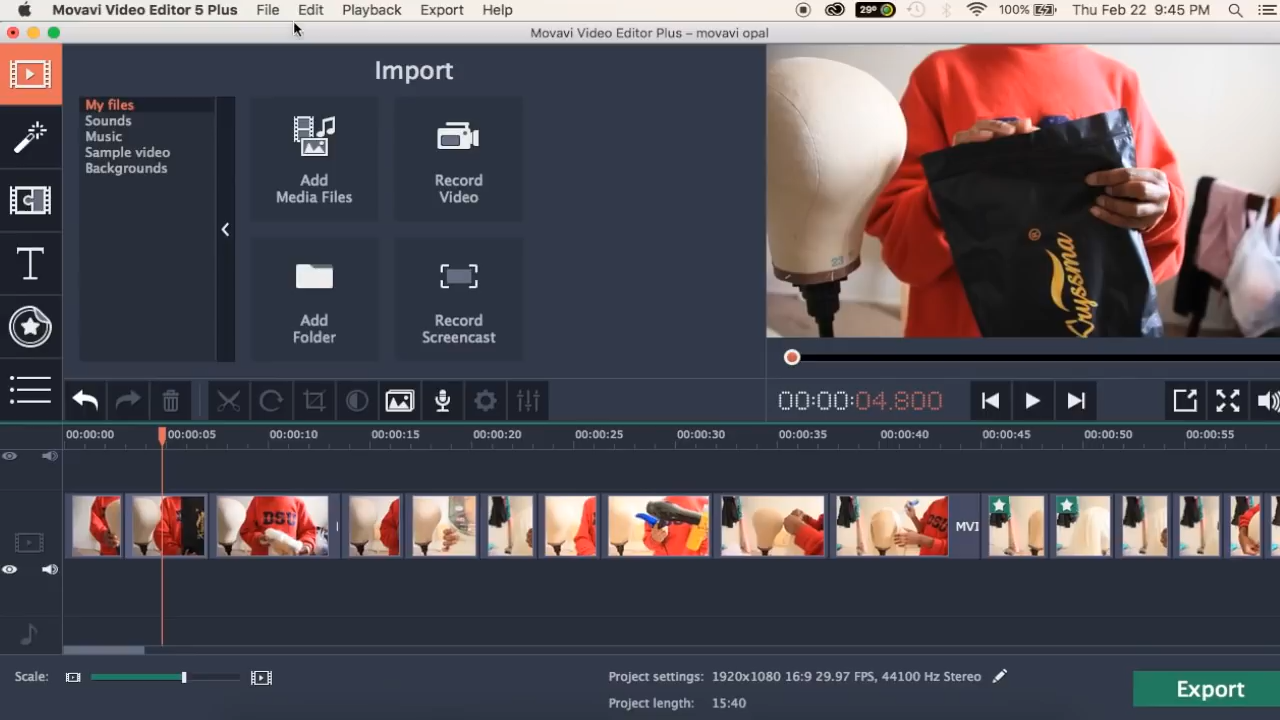 Movavi Video Editor 5 Plus File Edit Playback Export Help 29° 100% Thu Feb 22 9:45 PM
Movavi Video Editor Plus – movavi opal
Import
My files
Sounds
Music
Sample video
Backgrounds
Add
Media Files
Record
Video
Add
Folder
Record
Screencast
Qryssma
®
23
T
00:00:04.800
00:00:00 00:00:05 00:00:10 00:00:15 00:00:20 00:00:25 00:00:30 00:00:35 00:00:40 00:00:45 00:00:50 00:00:55
DSU
MVI
Scale:
Project settings: 1920x1080 16:9 29.97 FPS, 44100 Hz Stereo
Project length: 15:40
Export